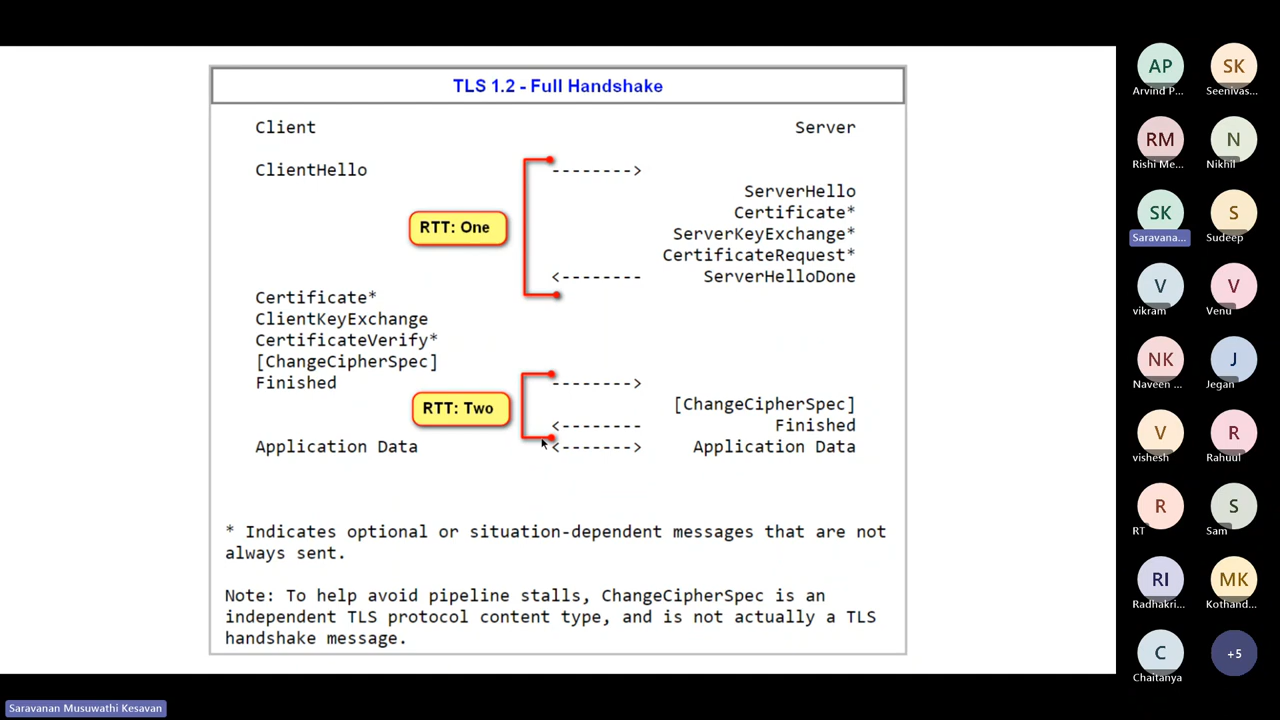 TLS 1.2 - Full Handshake
Client Server
ClientHello -------->
ServerHello
Certificate*
RTT: One
ServerKeyExchange*
CertificateRequest*
<-------- ServerHelloDone
Certificate*
ClientKeyExchange
CertificateVerify*
[ChangeCipherSpec]
Finished -------->
[ChangeCipherSpec]
RTT: Two
<-------- Finished
Application Data <-------> Application Data
* Indicates optional or situation-dependent messages that are not
always sent.
Note: To help avoid pipeline stalls, ChangeCipherSpec is an
independent TLS protocol content type, and is not actually a TLS
handshake message.
AP SK
Arvind P... Seenivas...
RM N
Rishi Me... Nikhil
SK S
Saravana... Sudeep
V V
vikram Venu
NK J
Naveen ... Jegan
V R
vishesh Rahuul
R S
RT Sam
RI MK
Radhakri... Kothand...
C +5
Chaitanya
Saravanan Musuwathi Kesavan